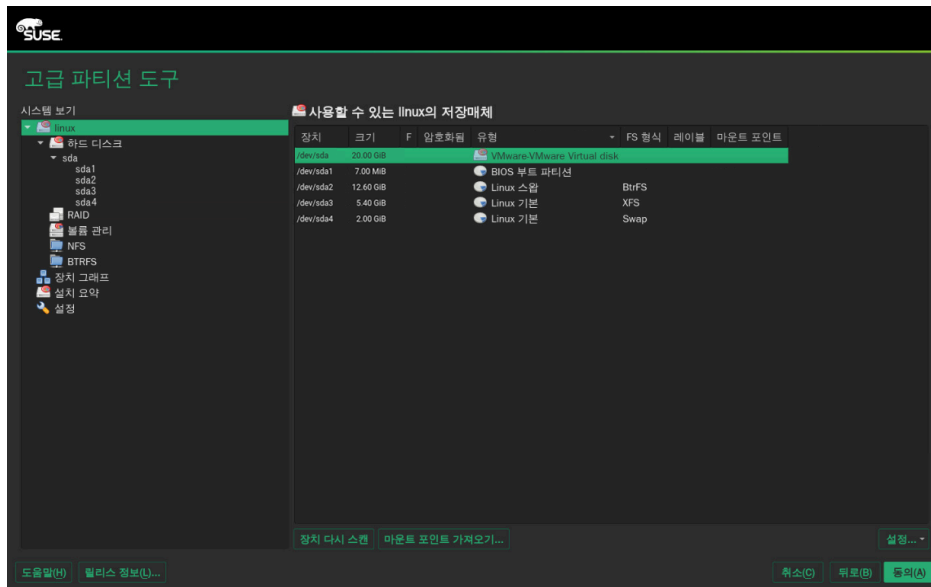 SUSE.
고급 파티션 도구
시스템 보기
linux
하드 디스크
sda
sda1
sda2
sda3
sda4
RAID
볼륨 관리
NFS
BTRFS
장치 그래프
설치 요약
설정
사용할 수 있는 linux의 저장매체
장치 크기 F 암호화됨 유형 FS 형식 레이블 마운트 포인트
/dev/sda 20.00 GiB VMware-VMware Virtual disk
/dev/sda1 7.00 MiB BIOS 부트 파티션
/dev/sda2 12.60 GiB Linux 스왑 BtrFS
/dev/sda3 5.40 GiB Linux 기본 XFS
/dev/sda4 2.00 GiB Linux 기본 Swap
장치 다시 스캔 마운트 포인트 가져오기... 설정...
도움말(H) 릴리스 정보(L)... 취소(C) 뒤로(B) 동의(A)